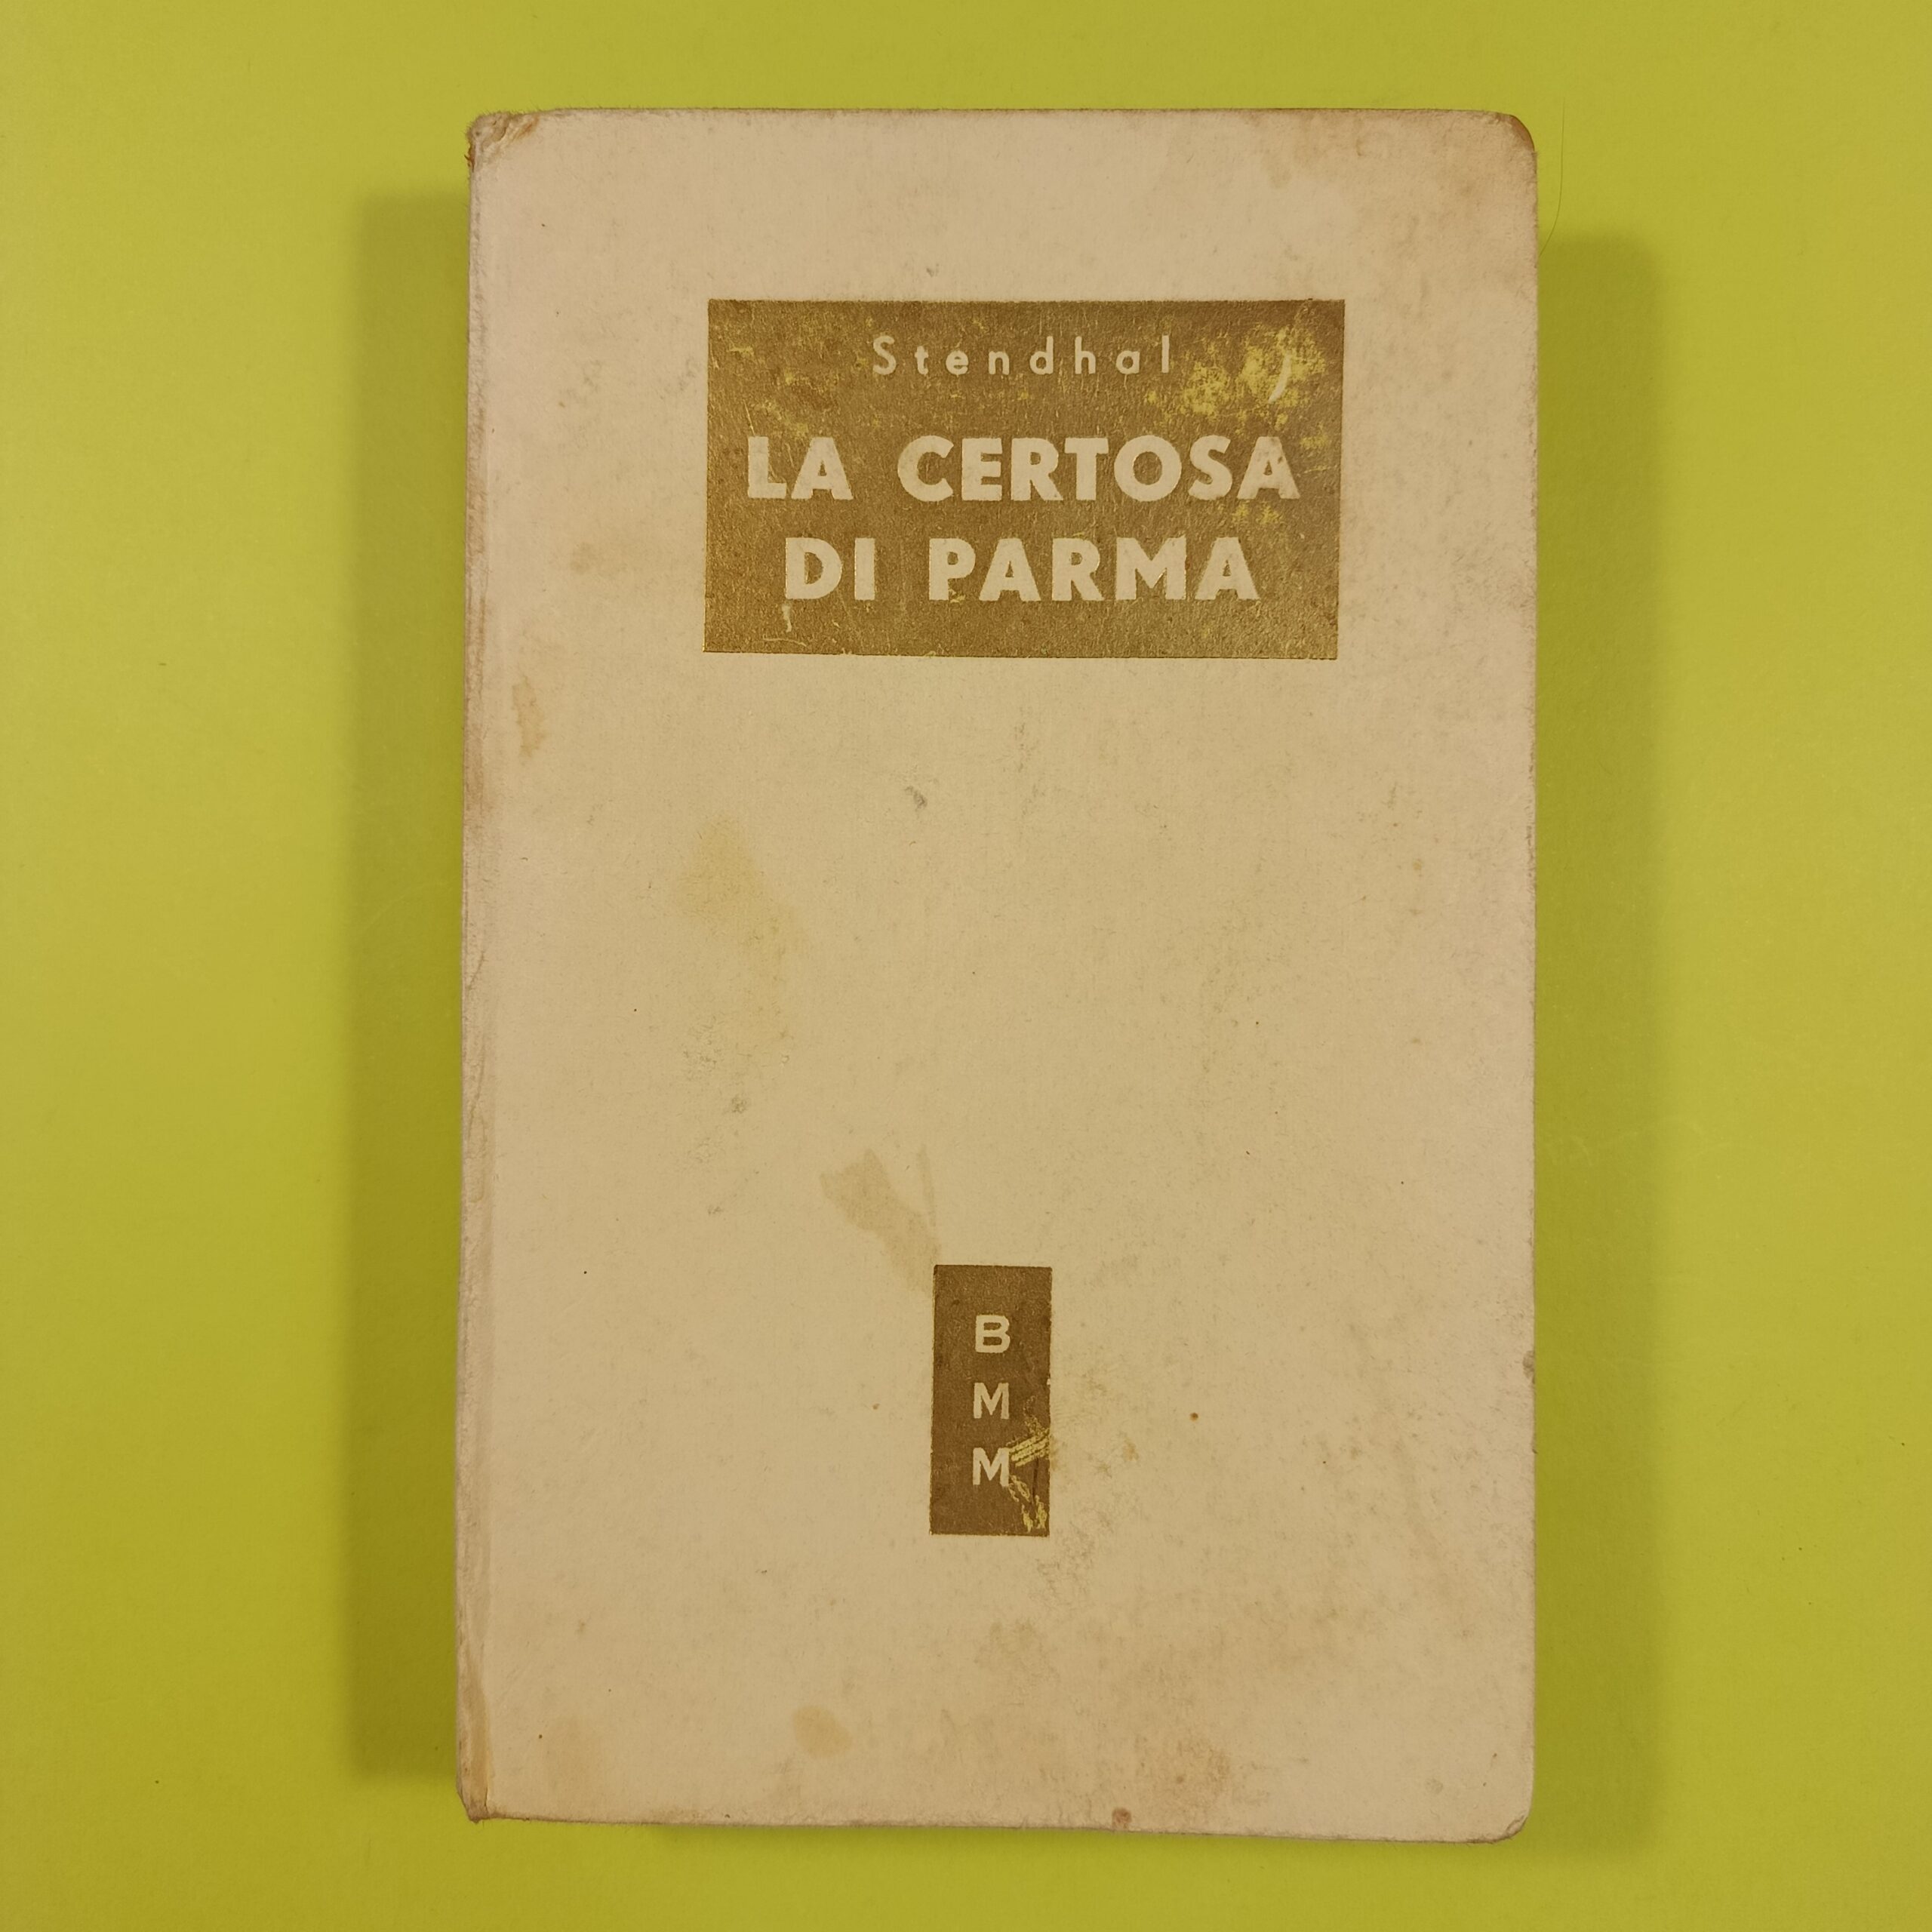 Stendhal
LA CERTOSA
DI PARMA
B
M
M